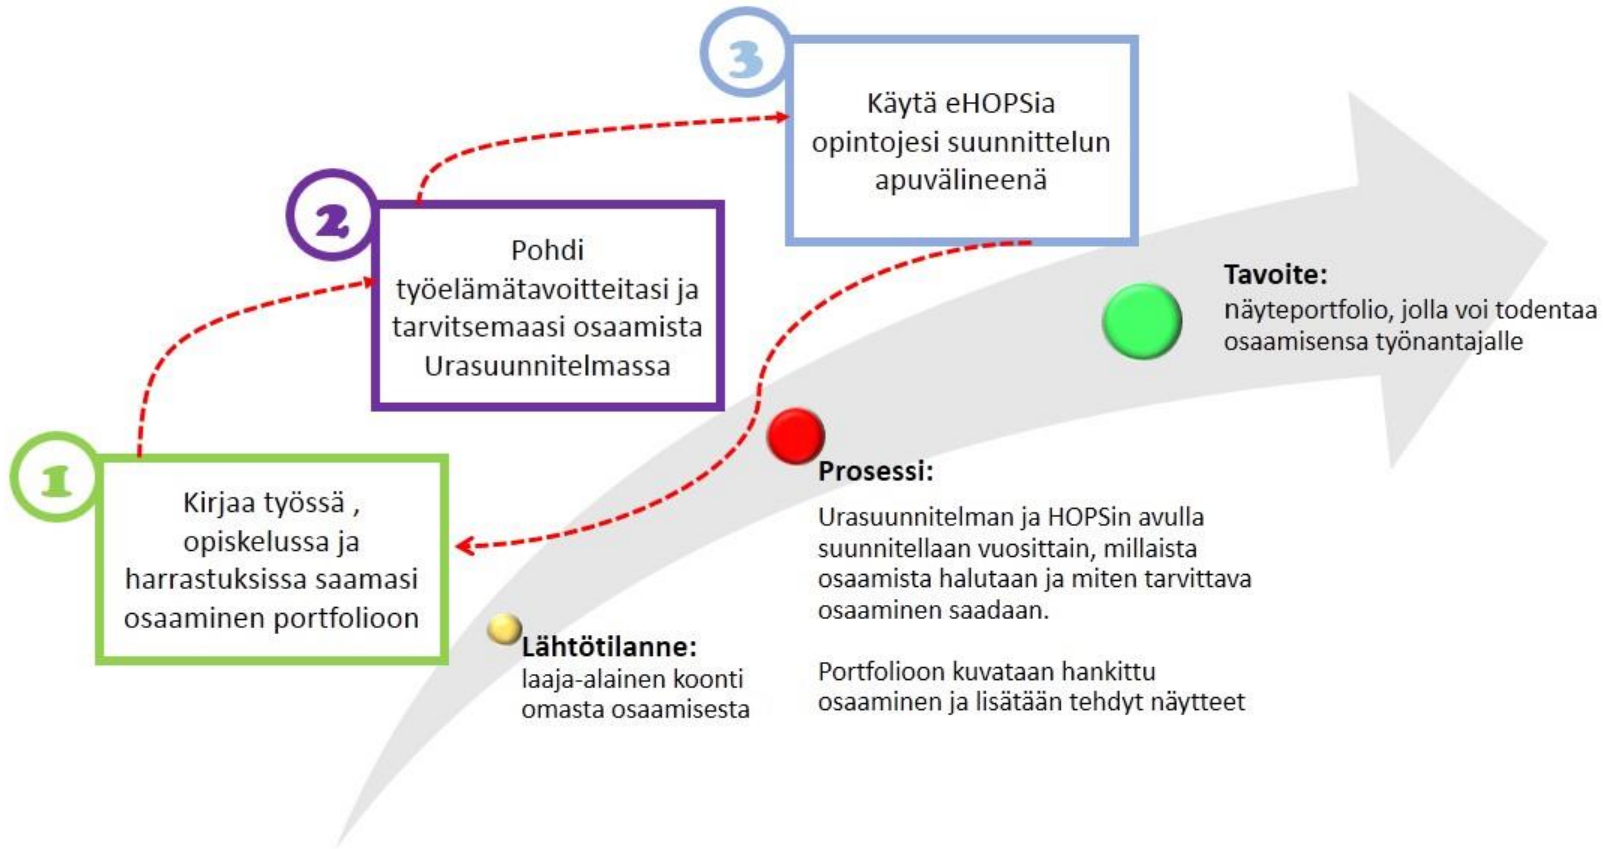 3
Käytä eHOPSia
opintojesi suunnittelun
apuvälineenä
2
Pohdi
työelämätavoitteitasi ja
tarvitsemaasi osaamista
Urasuunnitelmassa
1
Kirjaa työssä ,
opiskelussa ja
harrastuksissa saamasi
osaaminen portfolioon
Tavoite:
näyteportfolio, jolla voi todentaa
osaamisensa työnantajalle
Prosessi:
Urasuunnitelman ja HOPSin avulla
suunnitellaan vuosittain, millaista
osaamista halutaan ja miten tarvittava
osaaminen saadaan.
Portfolioon kuvataan hankittu
osaaminen ja lisätään tehdyt näytteet
Lähtötilanne:
laaja-alainen koonti
omasta osaamisesta